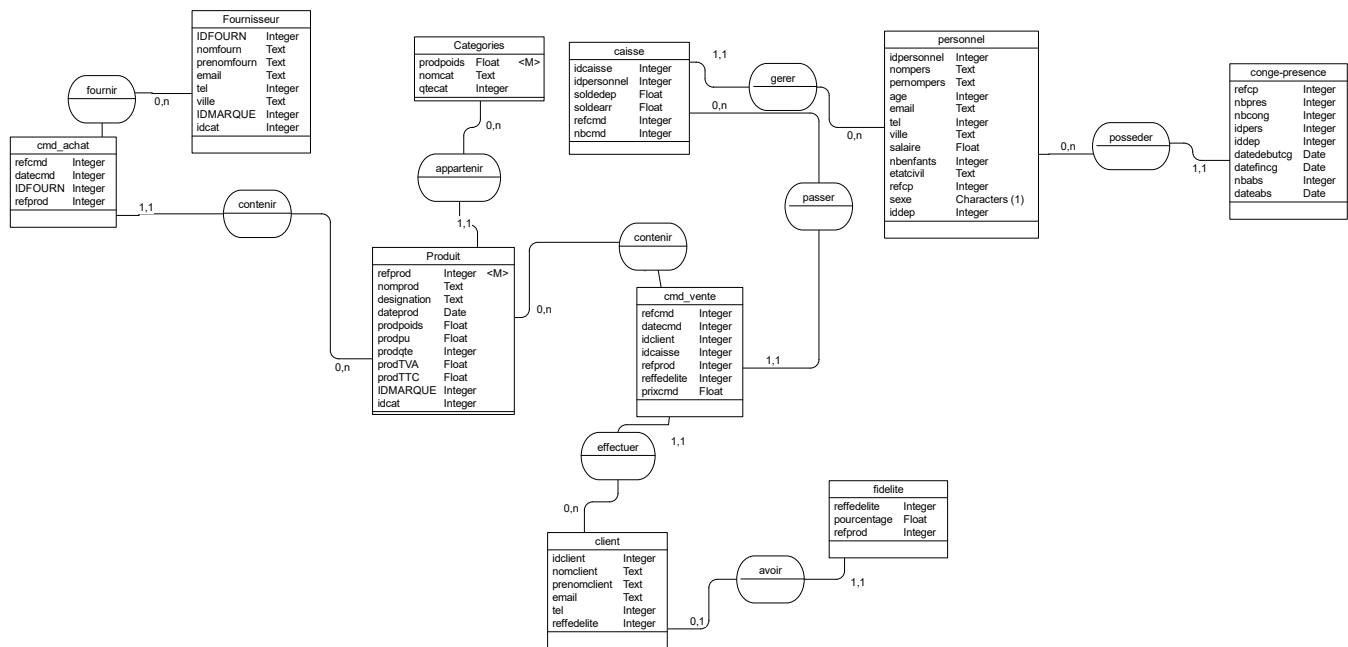 Fournisseur
IDFOURN Integer
nomfourn Text
prenomfourn Text
email Text
tel Integer
ville Text
IDMARQUE Integer
idcat Integer
fournir
0,n
cmd_achat
refcmd Integer
datecmd Integer
IDFOURN Integer
refprod Integer
1,1
contenir
0,n
Categories
prodpoids Float <M>
nomcat Text
qtecat Integer
0,n
appartenir
1,1
Produit
refprod Integer <M>
nomprod Text
designation Text
dateprod Date
prodpoids Float
prodpu Float
prodqte Integer
prodTVA Float
prodTTC Float
IDMARQUE Integer
idcat Integer
0,n
contenir
caisse
idcaisse Integer
idpersonnel Integer
soldedep Float
soldearr Float
refcmd Integer
nbcmd Integer
1,1
gerer
0,n
0,n
passer
1,1
cmd_vente
refcmd Integer
datecmd Integer
idclient Integer
idcaisse Integer
refprod Integer
reffedelite Integer
prixcmd Float
1,1
effectuer
0,n
client
idclient Integer
nomclient Text
prenomclient Text
email Text
tel Integer
reffedelite Integer
0,1
avoir
1,1
fidelite
reffedelite Integer
pourcentage Float
refprod Integer
personnel
idpersonnel Integer
nompers Text
pernompers Text
age Integer
email Text
tel Integer
ville Text
salaire Float
nbenfants Integer
etatcivil Text
refcp Integer
sexe Characters (1)
iddep Integer
0,n
posseder
1,1
conge-presence
refcp Integer
nbpres Integer
nbcong Integer
idpers Integer
iddep Integer
datedebutcg Date
datefincg Date
nbabs Integer
dateabs Date